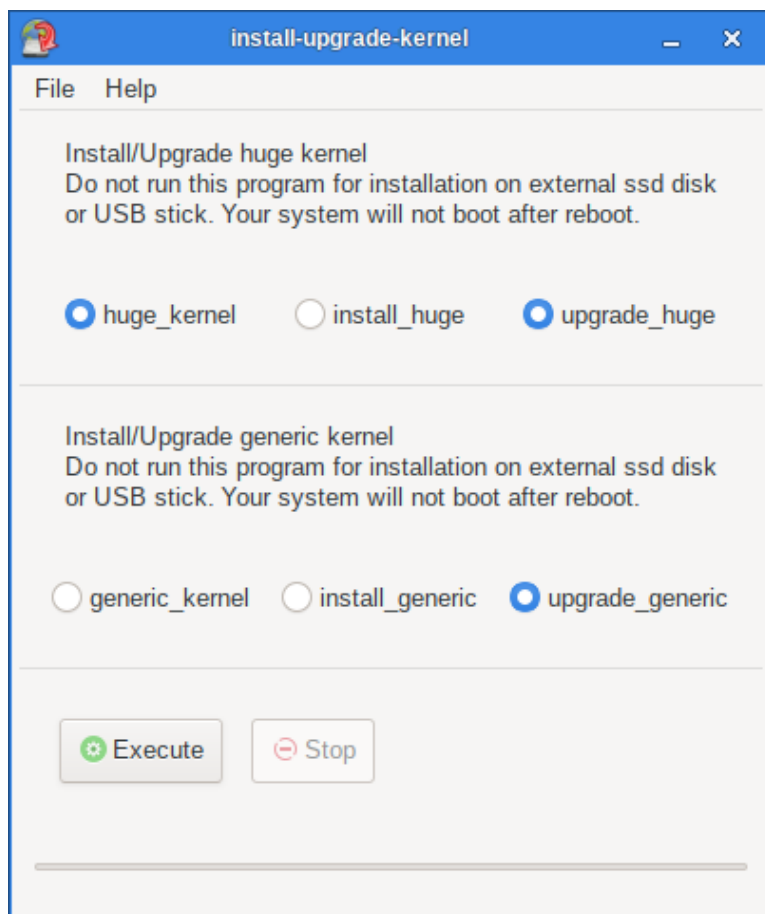 install-upgrade-kernel
File Help
Install/Upgrade huge kernel
Do not run this program for installation on external ssd disk
or USB stick. Your system will not boot after reboot.
huge_kernel install_huge upgrade_huge
Install/Upgrade generic kernel
Do not run this program for installation on external ssd disk
or USB stick. Your system will not boot after reboot.
generic_kernel install_generic upgrade_generic
Execute Stop